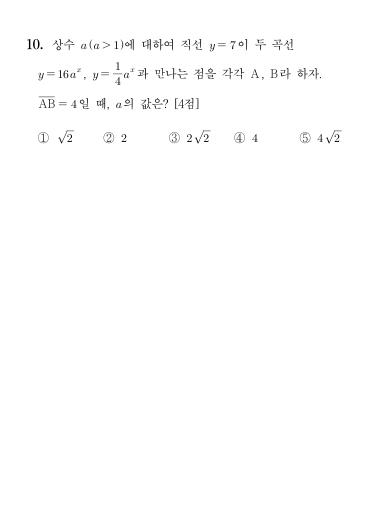 10. 상수 a(a>1)에 대하여 직선 y=7이 두 곡선
y=16aˣ, y=1/4aˣ과 만나는 점을 각각 A, B라 하자.
A̅B̅=4일 때, a의 값은? [4점]
① √2 ② 2 ③ 2√2 ④ 4 ⑤ 4√2